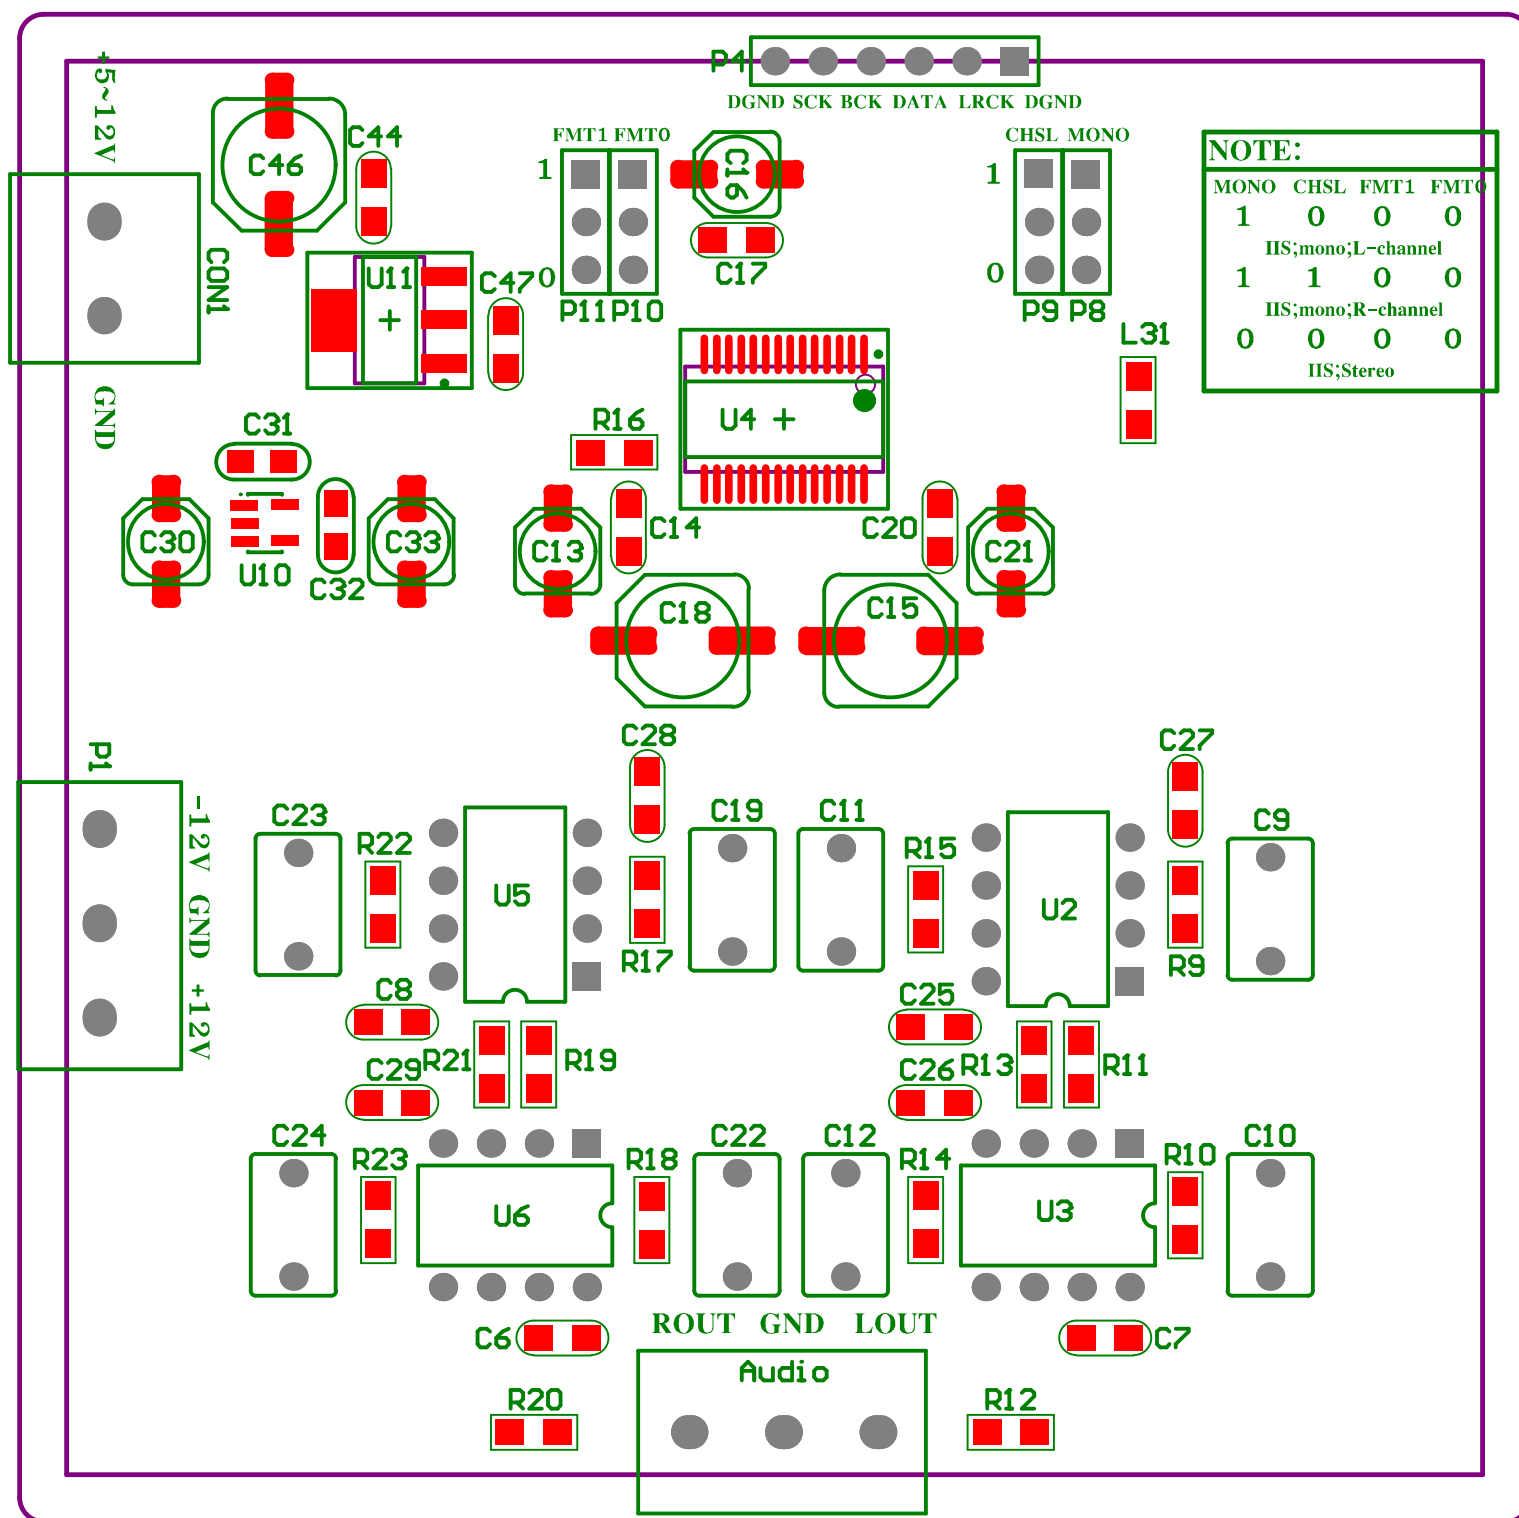 +5~12V
P4
DGND SCK BCK DATA LRCK DGND
C44
FMT1 FMT0
CHSL MONO
C46
1
C16
1
NOTE:
MONO CHSL FMT1 FMT0
1 0 0 0
IIS;mono;L-channel
1 1 0 0
IIS;mono;R-channel
0 0 0 0
IIS;Stereo
CON1
U11
+
C47
0
C17
0
P11 P10
P9 P8
L31
GND
C31
R16
U4 +
C30
U10
C32
C33
C13
C14
C20
C21
C18
C15
P1
C28
C27
-12V GND +12V
C23
R22
U5
C19
C11
R15
U2
C9
R17
R9
C8
C25
R21
R19
R13
R11
C29
C26
C24
R23
R18
C22
C12
R14
R10
C10
U6
U3
ROUT GND LOUT
C6
C7
Audio
R20
R12